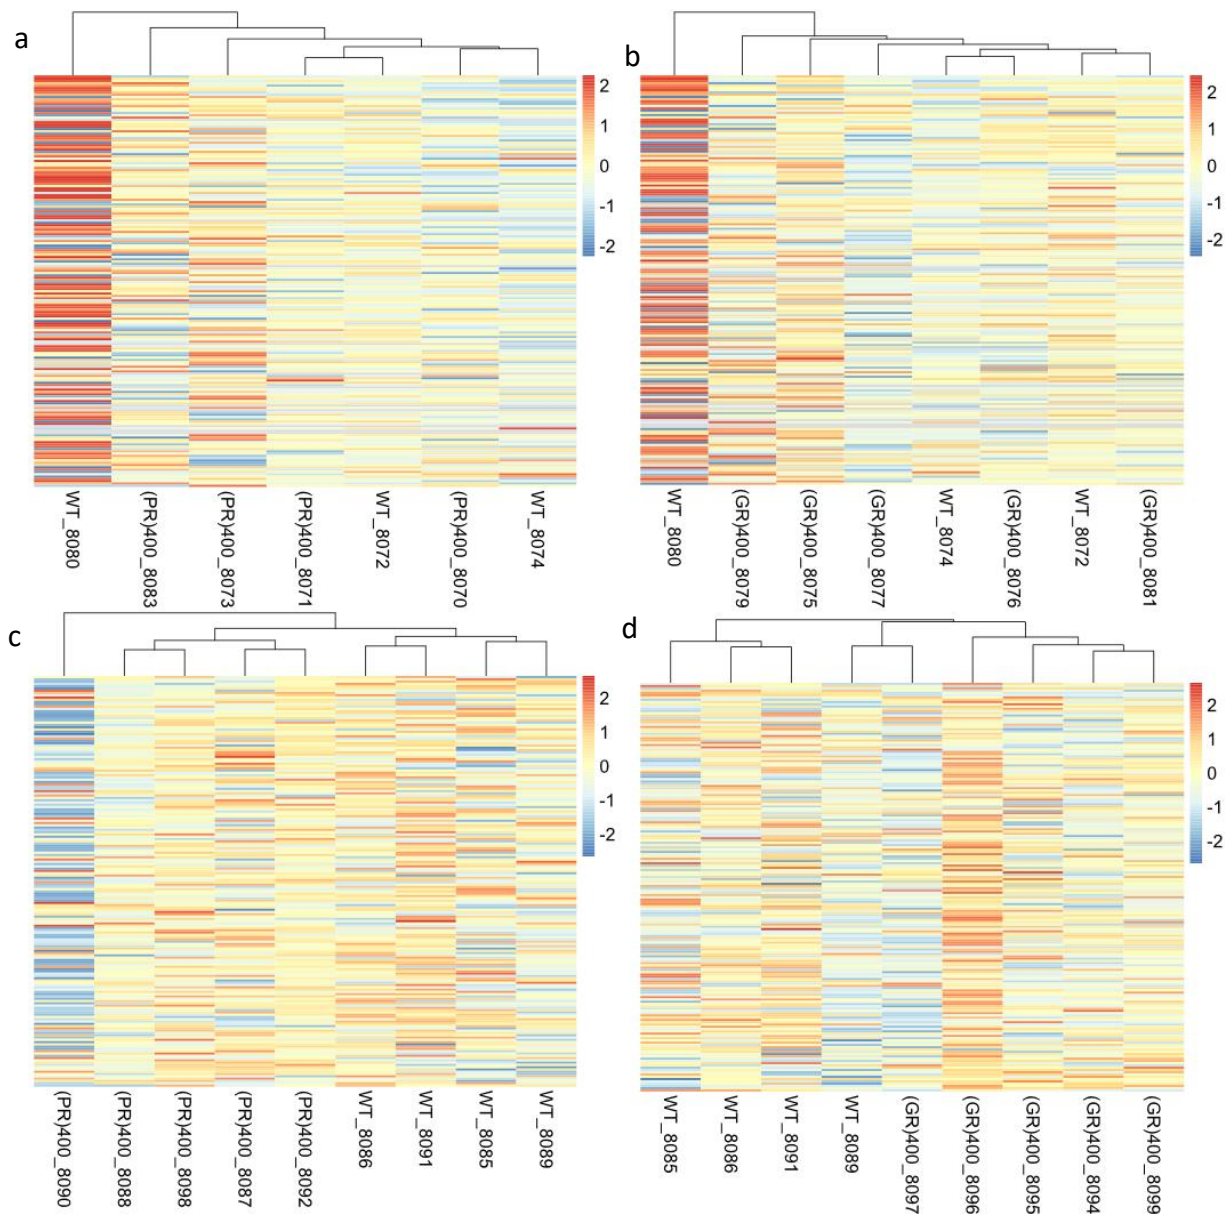 a
2
1
0
-1
-2
WT_8080
(PR)400_8083
(PR)400_8073
(PR)400_8071
WT_8072
(PR)400_8070
WT_8074
b
2
1
0
-1
-2
WT_8080
(GR)400_8079
(GR)400_8075
(GR)400_8077
WT_8074
(GR)400_8076
WT_8072
(GR)400_8081
c
2
1
0
-1
-2
(PR)400_8090
(PR)400_8088
(PR)400_8098
(PR)400_8087
(PR)400_8092
WT_8086
WT_8091
WT_8085
WT_8089
d
2
1
0
-1
-2
WT_8085
WT_8086
WT_8091
WT_8089
(GR)400_8097
(GR)400_8096
(GR)400_8095
(GR)400_8094
(GR)400_8099